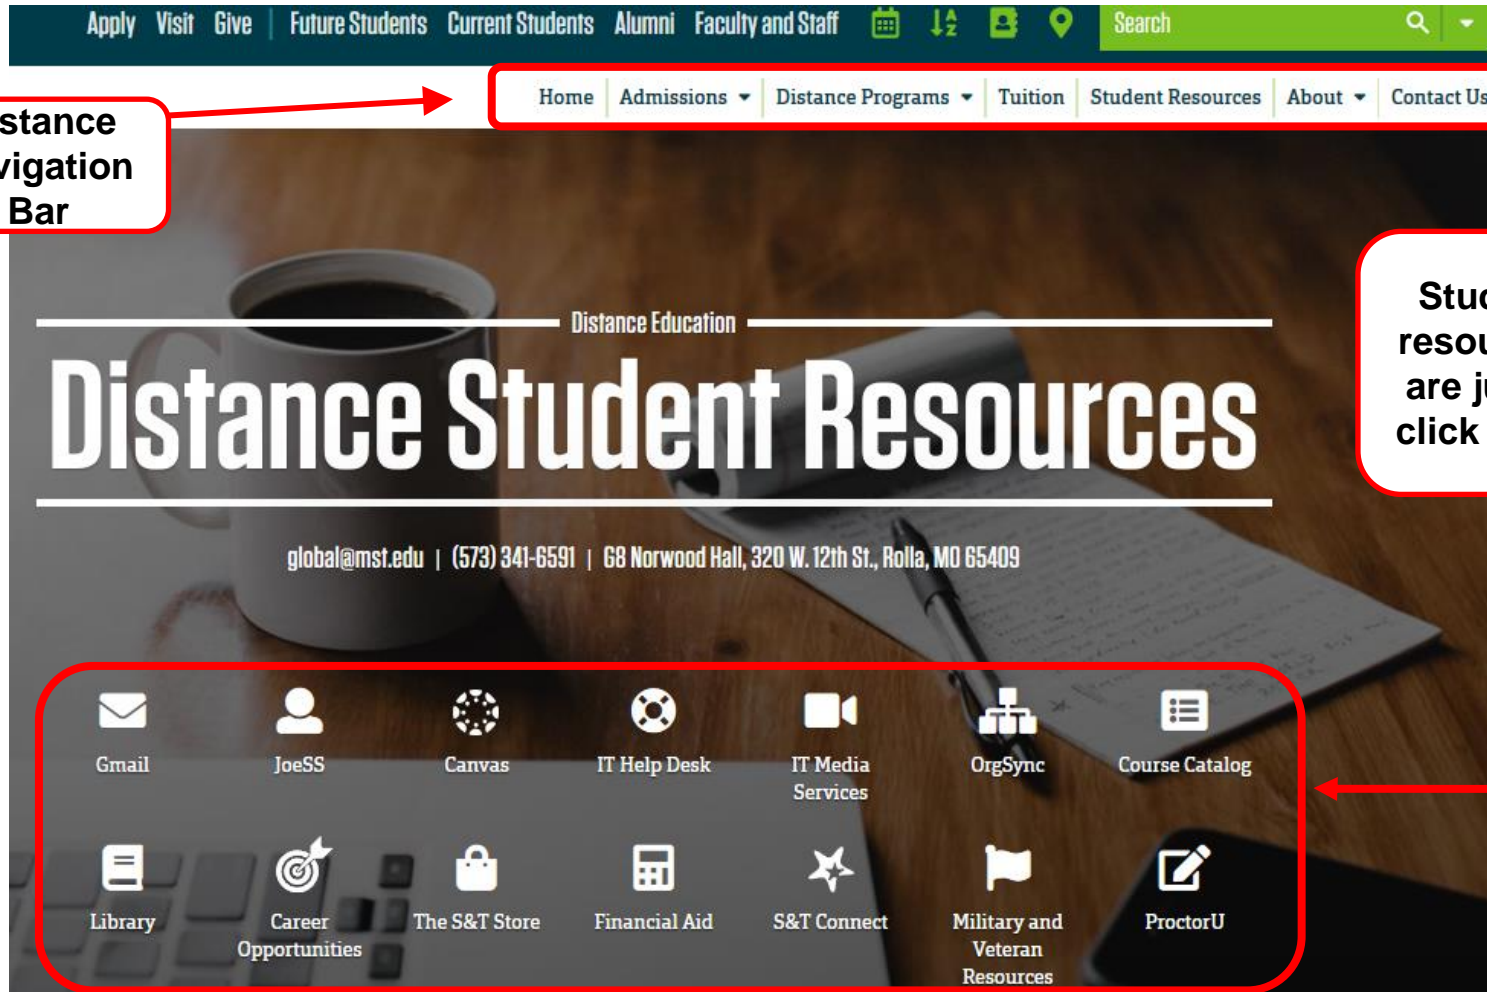 Apply Visit Give Future Students Current Students Alumni Faculty and Staff Search
Home Admissions Distance Programs Tuition Student Resources About Contact Us
stance
vigation
Bar
Distance Education
Distance Student Resources
global@mst.edu | (573) 341-6591 | G8 Norwood Hall, 320 W. 12th St., Rolla, MO 65409
Stud
resou
are ju
click
Gmail JoeSS Canvas IT Help Desk IT Media OrgSync Course Catalog
Services
Library Career The S&T Store Financial Aid S&T Connect Military and ProctorU
Opportunities Veteran
Resources